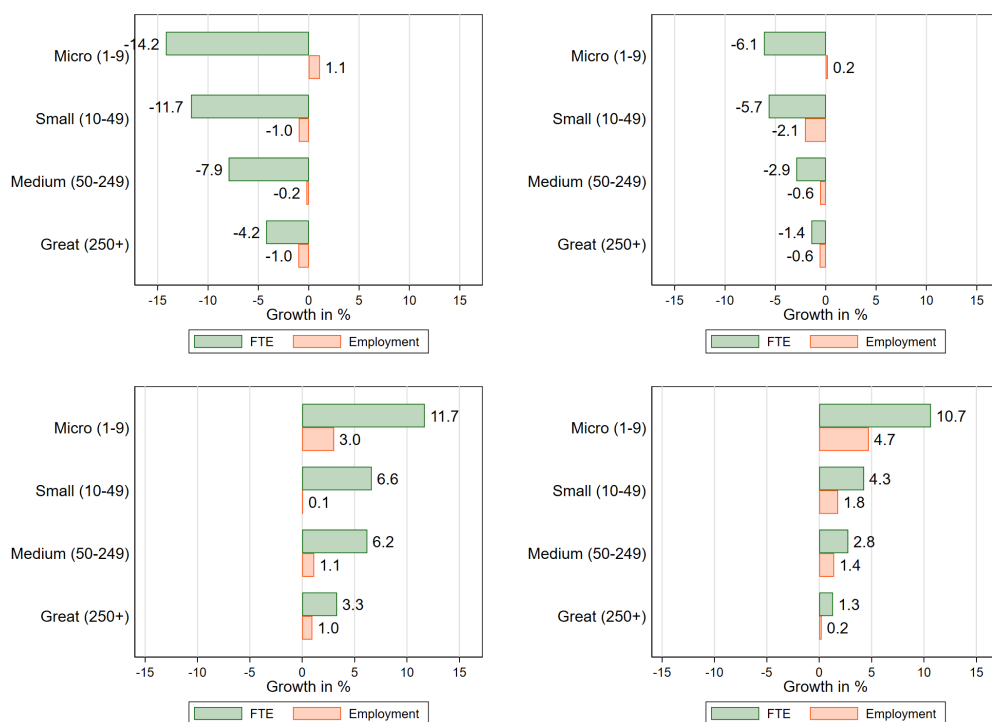 Micro (1-9) -14.2 1.1
Small (10-49) -11.7 -1.0
Medium (50-249) -7.9 -0.2
Great (250+) -4.2 -1.0
-15 -10 -5 0 5 10 15
Growth in %
FTE Employment
Micro (1-9) -6.1 0.2
Small (10-49) -5.7 -2.1
Medium (50-249) -2.9 -0.6
Great (250+) -1.4 -0.6
-15 -10 -5 0 5 10 15
Growth in %
FTE Employment
Micro (1-9) 11.7 3.0
Small (10-49) 6.6 0.1
Medium (50-249) 6.2 1.1
Great (250+) 3.3 1.0
-15 -10 -5 0 5 10 15
Growth in %
FTE Employment
Micro (1-9) 10.7 4.7
Small (10-49) 4.3 1.8
Medium (50-249) 2.8 1.4
Great (250+) 1.3 0.2
-15 -10 -5 0 5 10 15
Growth in %
FTE Employment